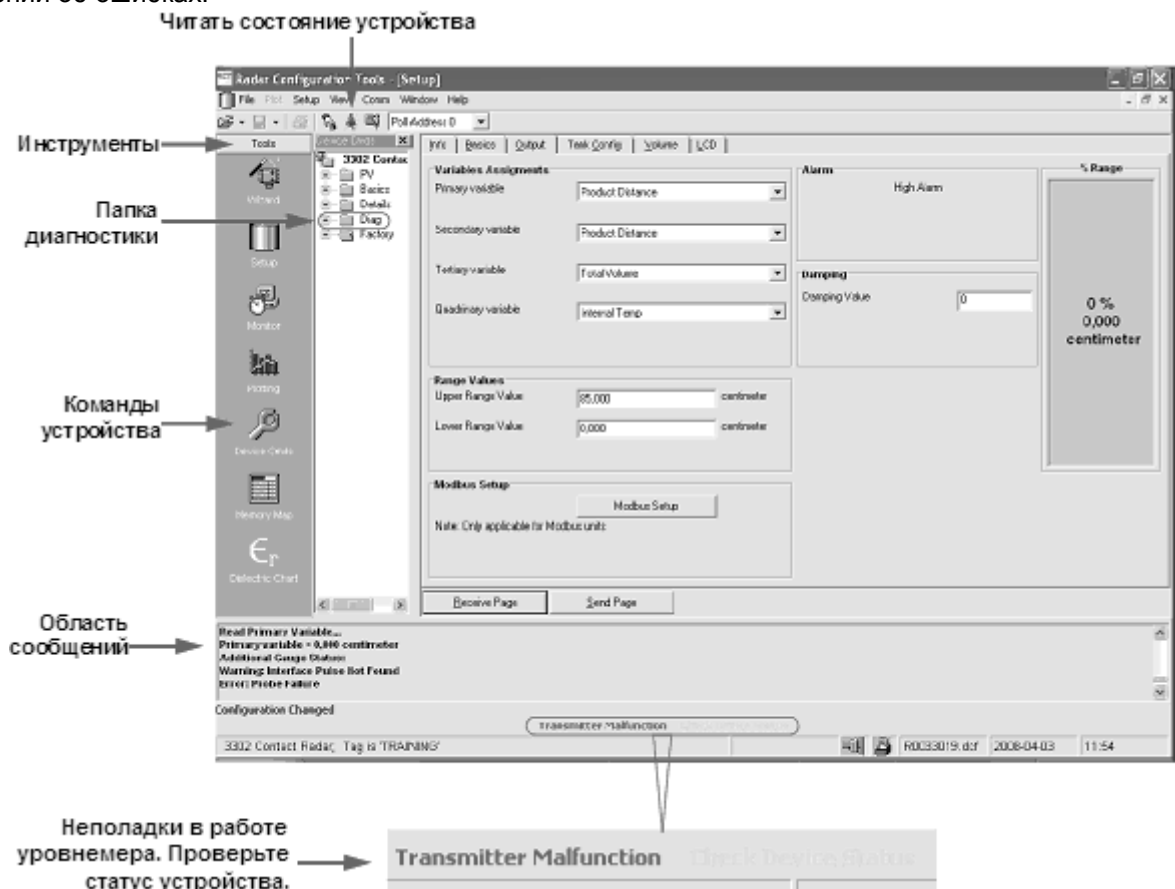 Читать состояние устройства
Radar Configuration Tools - [Setup]
File Plot Setup View Comm Window Help
Poll Address 0
Инструменты
Tools
Device Cmds
Info Basics Output Tank Config Volume LCD
3302 Contac
PV
Basics
Details
Diag
Factory
Папка
диагностики
Wizard
Setup
Monitor
Plotting
Команды
устройства
Device Cmds
Memory Map
εr
Dielectric Chart
Variables Assigments
Primary variable
Product Distance
Secondary variable
Product Distance
Tertiary variable
Total Volume
Quadrinary variable
Internal Temp
Range Values
Upper Range Value
85,000
centimeter
Lower Range Value
0,000
centimeter
Modbus Setup
Modbus Setup
Note: Only applicable for Modbus units
Alarm
High Alarm
Damping
Damping Value
0
% Range
0 %
0,000
centimeter
Receive Page
Send Page
Область
сообщений
Read Primary Variable...
Primary variable = 0,000 centimeter
Additional Gauge Status:
Warning: Interface Pulse Not Found
Error: Probe Failure
Configuration Changed
Transmitter Malfunction
3302 Contact Radar, Tag is 'TRAINING'
R0C33019.dcf
2008-04-03
11:54
Неполадки в работе
уровнемера. Проверьте
статус устройства.
Transmitter Malfunction Check Device Status